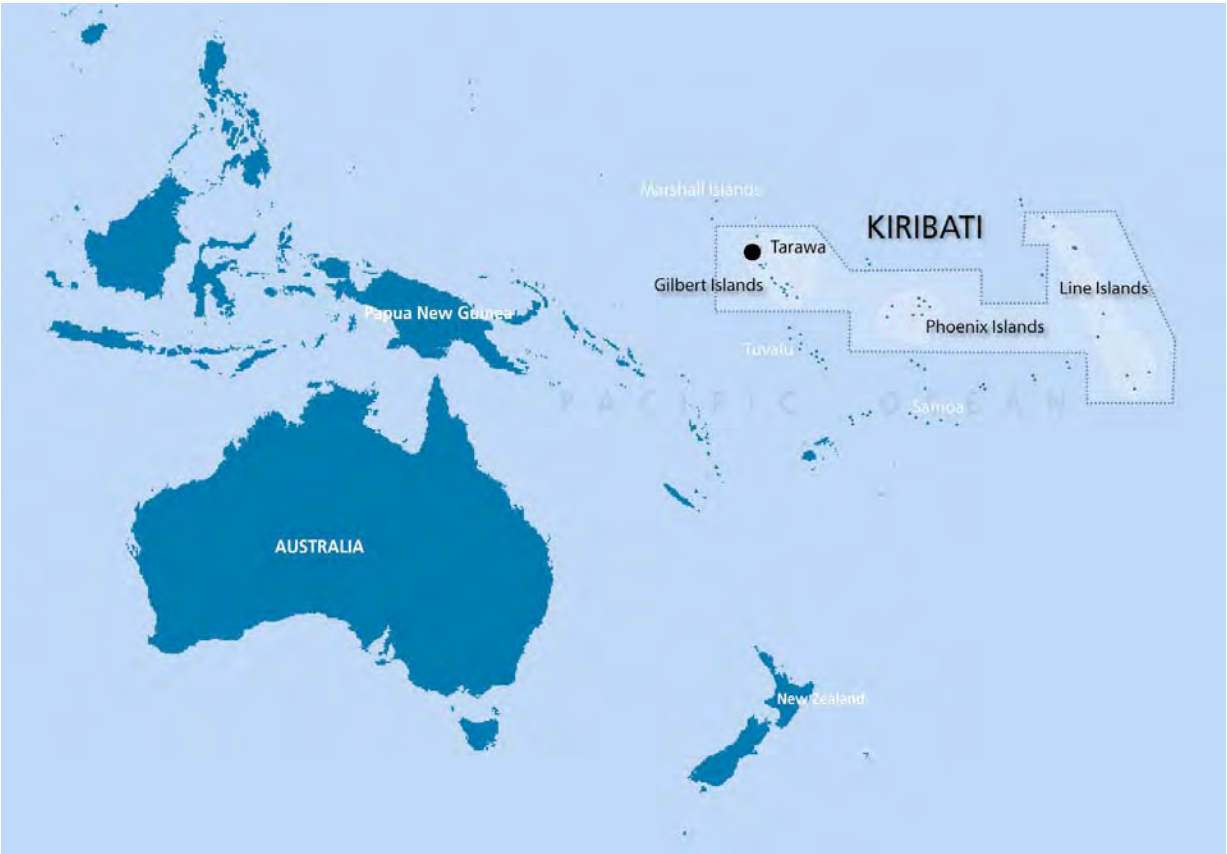 Marshall Islands
KIRIBATI
Tarawa
Gilbert Islands
Line Islands
Papua New Guinea
Phoenix Islands
Tuvalu
PACIFIC OCEAN
Samoa
AUSTRALIA
New Zealand